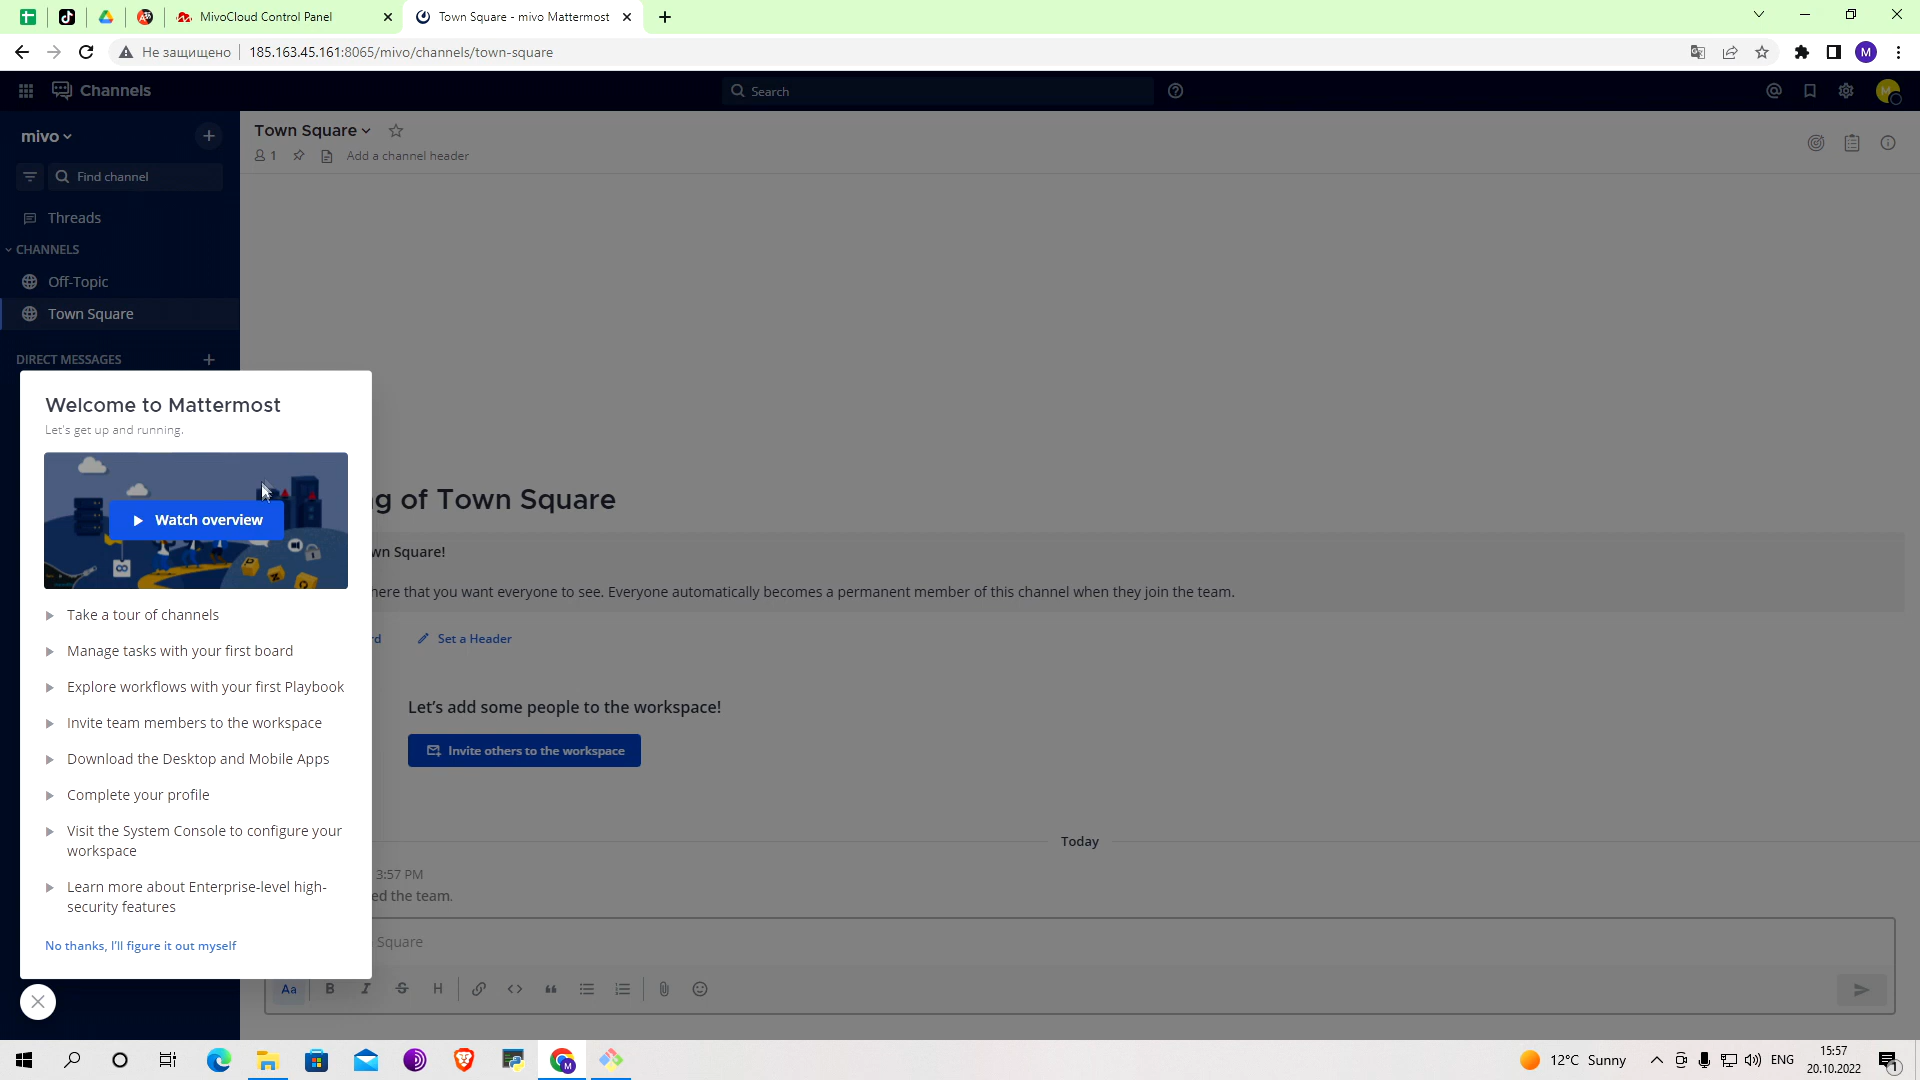 MivoCloud Control Panel
Town Square - mivo Mattermost
Не защищено
185.163.45.161:8065/mivo/channels/town-square
M
Channels
Search
M
mivo
Town Square
1
Add a channel header
Find channel
Threads
CHANNELS
Off-Topic
Town Square
DIRECT MESSAGES
Welcome to Mattermost
Let's get up and running.
Watch overview
Take a tour of channels
Manage tasks with your first board
Explore workflows with your first Playbook
Invite team members to the workspace
Download the Desktop and Mobile Apps
Complete your profile
Visit the System Console to configure your
workspace
Learn more about Enterprise-level high-
security features
No thanks, I'll figure it out myself
g of Town Square
wn Square!
here that you want everyone to see. Everyone automatically becomes a permanent member of this channel when they join the team.
rd
Set a Header
Let's add some people to the workspace!
Invite others to the workspace
Today
3:57 PM
ed the team.
Square
Aa B I S H
12°C Sunny
ENG
15:57
20.10.2022
1